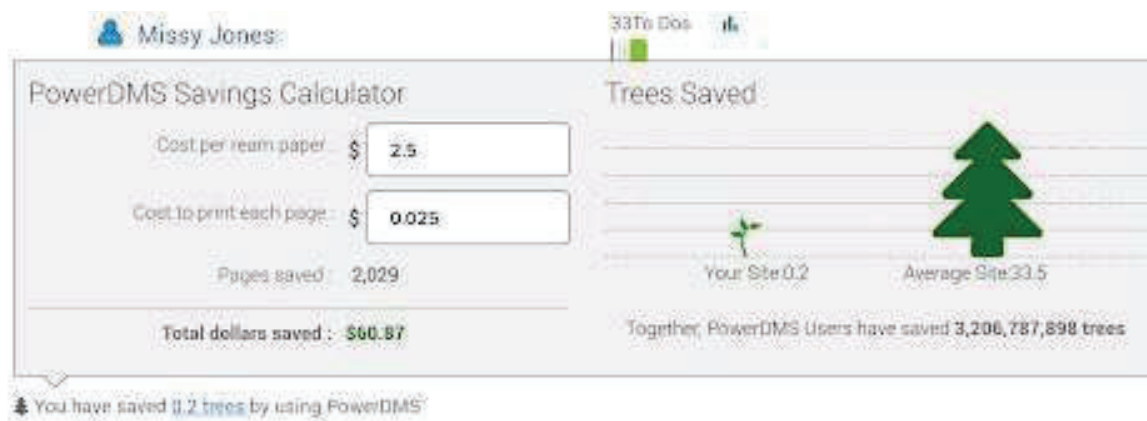 Missy Jones:
33To Dos
PowerDMS Savings Calculator
Trees Saved
Cost per ream paper : $ 2.5
Cost to print each page : $ 0.025
Pages saved : 2,029
Total dollars saved : $60.87
Your Site:0.2
Average Site:33.5
Together, PowerDMS Users have saved 3,206,787,898 trees
You have saved 0.2 trees by using PowerDMS